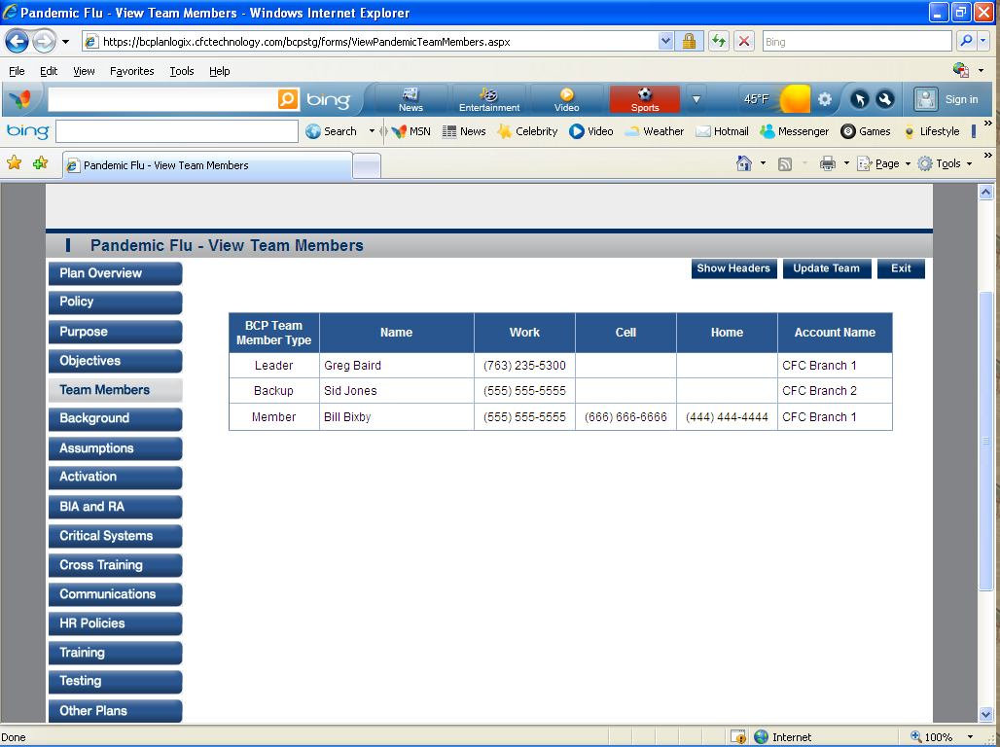 Pandemic Flu - View Team Members - Windows Internet Explorer
https://bcplanlogix.cfctechnology.com/bcpstg/forms/ViewPandemicTeamMembers.aspx
Bing
File Edit View Favorites Tools Help
bing News Entertainment Video Sports 45°F Sign in
bing Search MSN News Celebrity Video Weather Hotmail Messenger Games Lifestyle
Pandemic Flu - View Team Members
Page Tools
Pandemic Flu - View Team Members
Show Headers Update Team Exit
Plan Overview
Policy
Purpose
Objectives
Team Members
Background
Assumptions
Activation
BIA and RA
Critical Systems
Cross Training
Communications
HR Policies
Training
Testing
Other Plans
BCP Team Member Type Name Work Cell Home Account Name
Leader Greg Baird (763) 235-5300 CFC Branch 1
Backup Sid Jones (555) 555-5555 CFC Branch 2
Member Bill Bixby (555) 555-5555 (666) 666-6666 (444) 444-4444 CFC Branch 1
Done Internet 100%